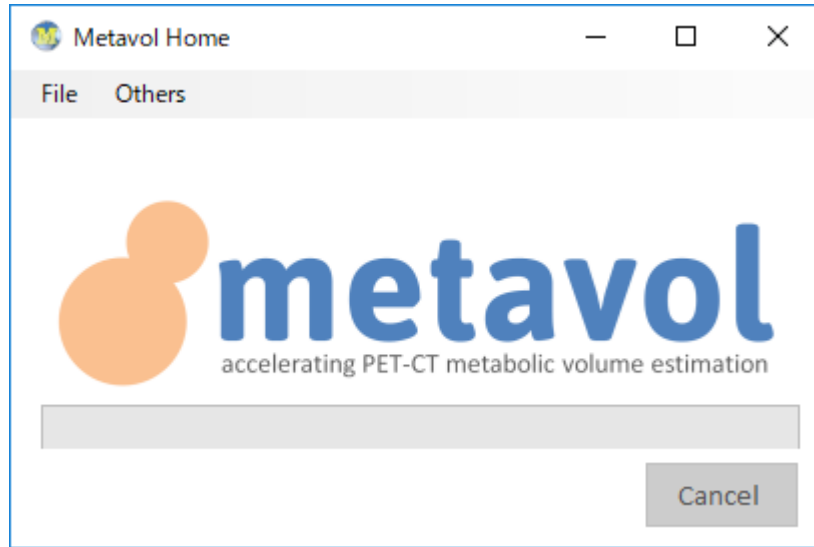 Metavol Home
File Others
metavol
accelerating PET-CT metabolic volume estimation
Cancel